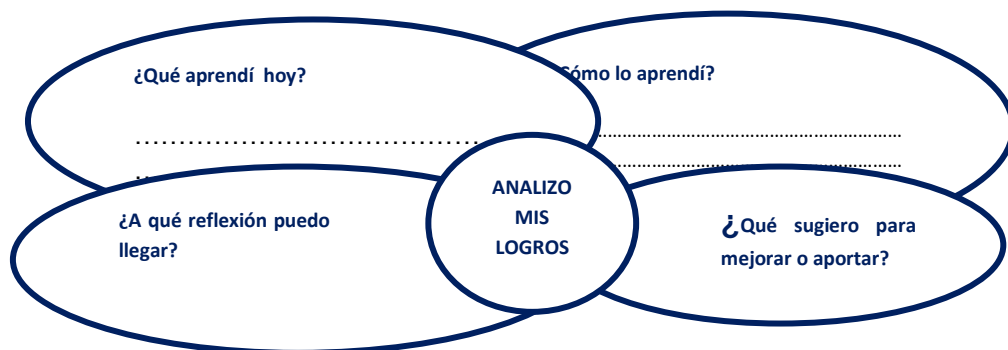 ¿Qué aprendí  hoy?
......................................
..
Cómo lo aprendí?
......................................................................
......................................................................
ANALIZO
MIS
LOGROS
¿A qué reflexión puedo
llegar?
¿Qué sugiero para
mejorar o aportar?